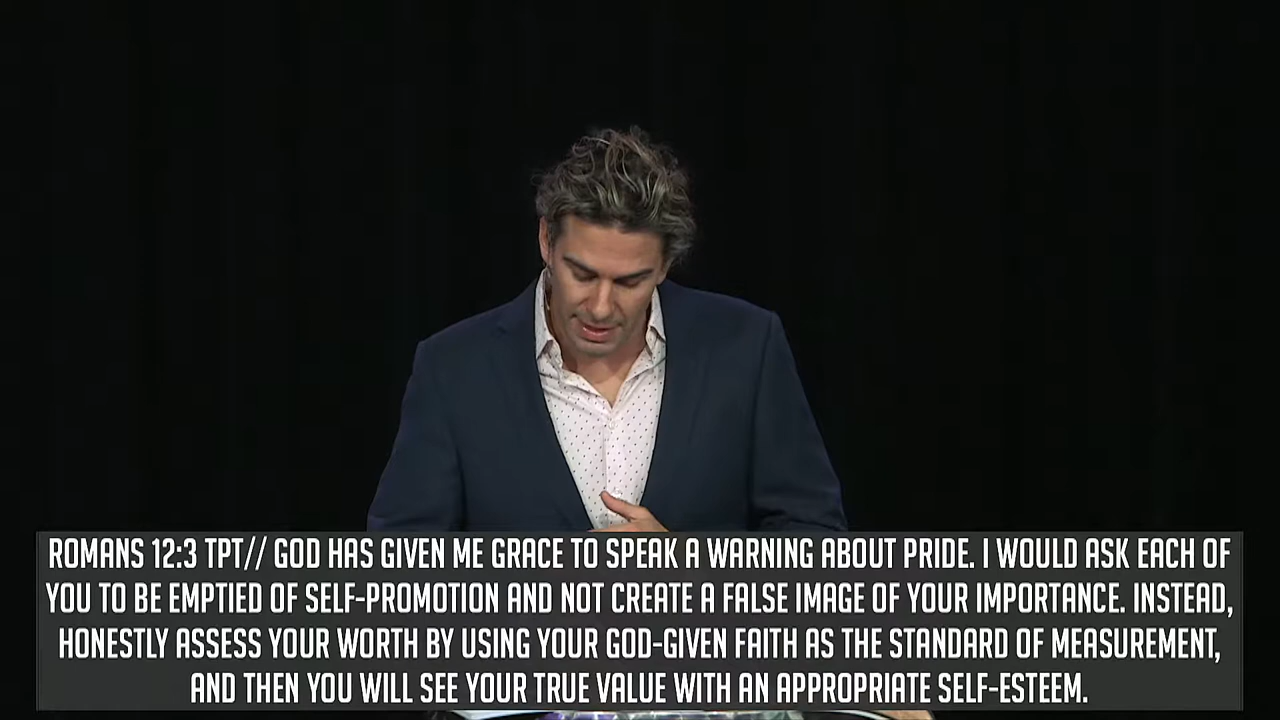 ROMANS 12:3 TPT// GOD HAS GIVEN ME GRACE TO SPEAK A WARNING ABOUT PRIDE. I WOULD ASK EACH OF
YOU TO BE EMPTIED OF SELF-PROMOTION AND NOT CREATE A FALSE IMAGE OF YOUR IMPORTANCE. INSTEAD,
HONESTLY ASSESS YOUR WORTH BY USING YOUR GOD-GIVEN FAITH AS THE STANDARD OF MEASUREMENT,
AND THEN YOU WILL SEE YOUR TRUE VALUE WITH AN APPROPRIATE SELF-ESTEEM.